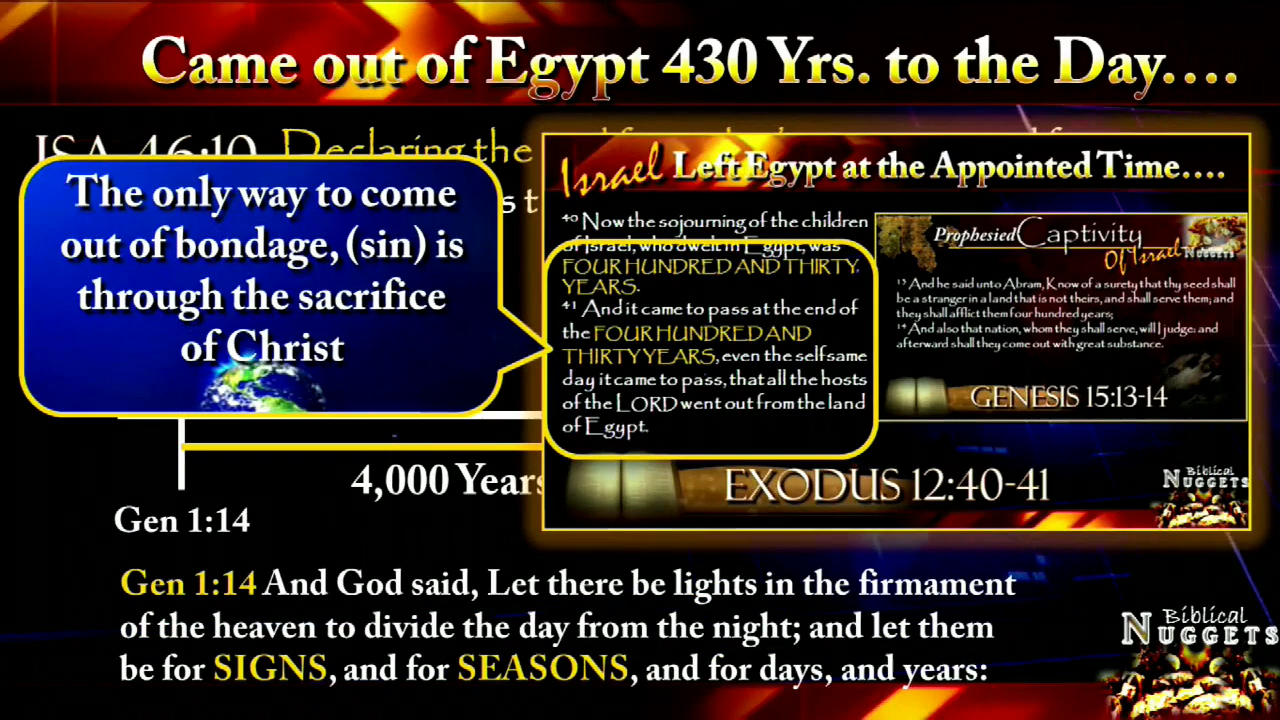 Came out of Egypt 430 Yrs. to the Day....
ISA. 46:10 Declaring the
The only way to come
out of bondage, (sin) is
through the sacrifice
of Christ
Israel Left Egypt at the Appointed Time....
40 Now the sojourning of the children
of Israel, who dwelt in Egypt, was
FOUR HUNDRED AND THIRTY
YEARS.
41 And it came to pass at the end of
the FOUR HUNDRED AND
THIRTY YEARS, even the selfsame
day it came to pass, that all the hosts
of the LORD went out from the land
of Egypt.
Prophesied Captivity
Of Israel
NUGGETS
13 And he said unto Abram, Know of a surety that thy seed shall
be a stranger in a land that is not theirs, and shall serve them; and
they shall afflict them four hundred years;
14 And also that nation, whom they shall serve, will I judge: and
afterward shall they come out with great substance.
GENESIS 15:13-14
EXODUS 12:40-41
Biblical
NUGGETS
4,000 Years
Gen 1:14
Gen 1:14 And God said, Let there be lights in the firmament
of the heaven to divide the day from the night; and let them
be for SIGNS, and for SEASONS, and for days, and years:
Biblical
NUGGETS